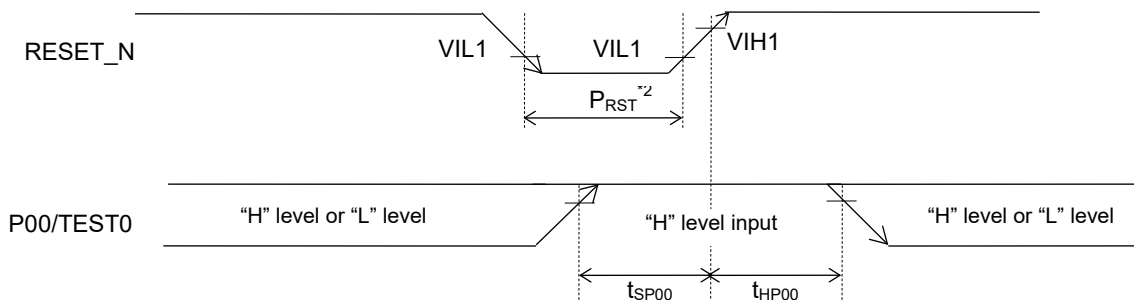 RESET_N
VIL1
VIL1
VIH1
PRST*2
P00/TEST0
“H” level or “L” level
“H” level input
“H” level or “L” level
tSP00
tHP00